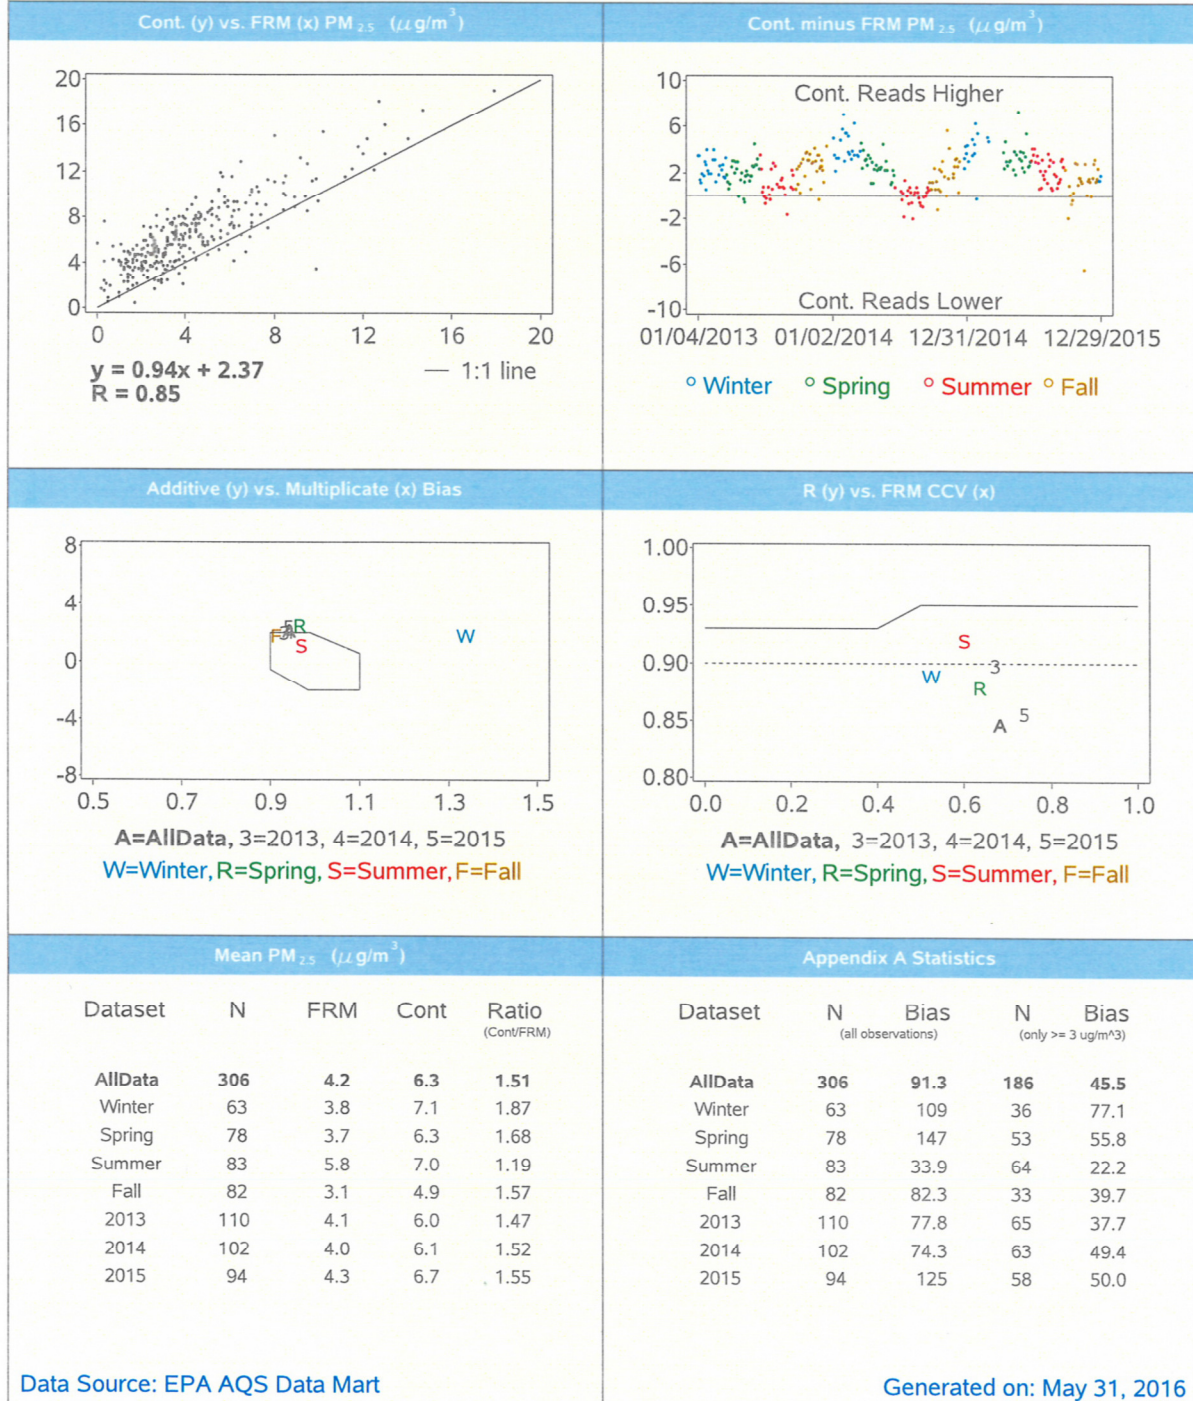 Cont. (y) vs. FRM (x) PM 2.5 (μg/m³)
20
16
12
8
4
0
0 4 8 12 16 20
y = 0.94x + 2.37
R = 0.85
— 1:1 line
Cont. minus FRM PM 2.5 (μg/m³)
10
6
2
-2
-6
-10
Cont. Reads Higher
Cont. Reads Lower
01/04/2013 01/02/2014 12/31/2014 12/29/2015
Winter Spring Summer Fall
Additive (y) vs. Multiplicate (x) Bias
8
4
0
-4
-8
F 3 5 A R
S
W
0.5 0.7 0.9 1.1 1.3 1.5
A=AllData, 3=2013, 4=2014, 5=2015
W=Winter, R=Spring, S=Summer, F=Fall
R (y) vs. FRM CCV (x)
1.00
0.95
0.90
0.85
0.80
S
3
W
R
5
A
0.0 0.2 0.4 0.6 0.8 1.0
A=AllData, 3=2013, 4=2014, 5=2015
W=Winter, R=Spring, S=Summer, F=Fall
Mean PM 2.5 (μg/m³)
Dataset N FRM Cont Ratio
(Cont/FRM)
AllData 306 4.2 6.3 1.51
Winter 63 3.8 7.1 1.87
Spring 78 3.7 6.3 1.68
Summer 83 5.8 7.0 1.19
Fall 82 3.1 4.9 1.57
2013 110 4.1 6.0 1.47
2014 102 4.0 6.1 1.52
2015 94 4.3 6.7 1.55
Appendix A Statistics
Dataset N Bias N Bias
(all observations) (only >= 3 ug/m^3)
AllData 306 91.3 186 45.5
Winter 63 109 36 77.1
Spring 78 147 53 55.8
Summer 83 33.9 64 22.2
Fall 82 82.3 33 39.7
2013 110 77.8 65 37.7
2014 102 74.3 63 49.4
2015 94 125 58 50.0
Data Source: EPA AQS Data Mart
Generated on: May 31, 2016